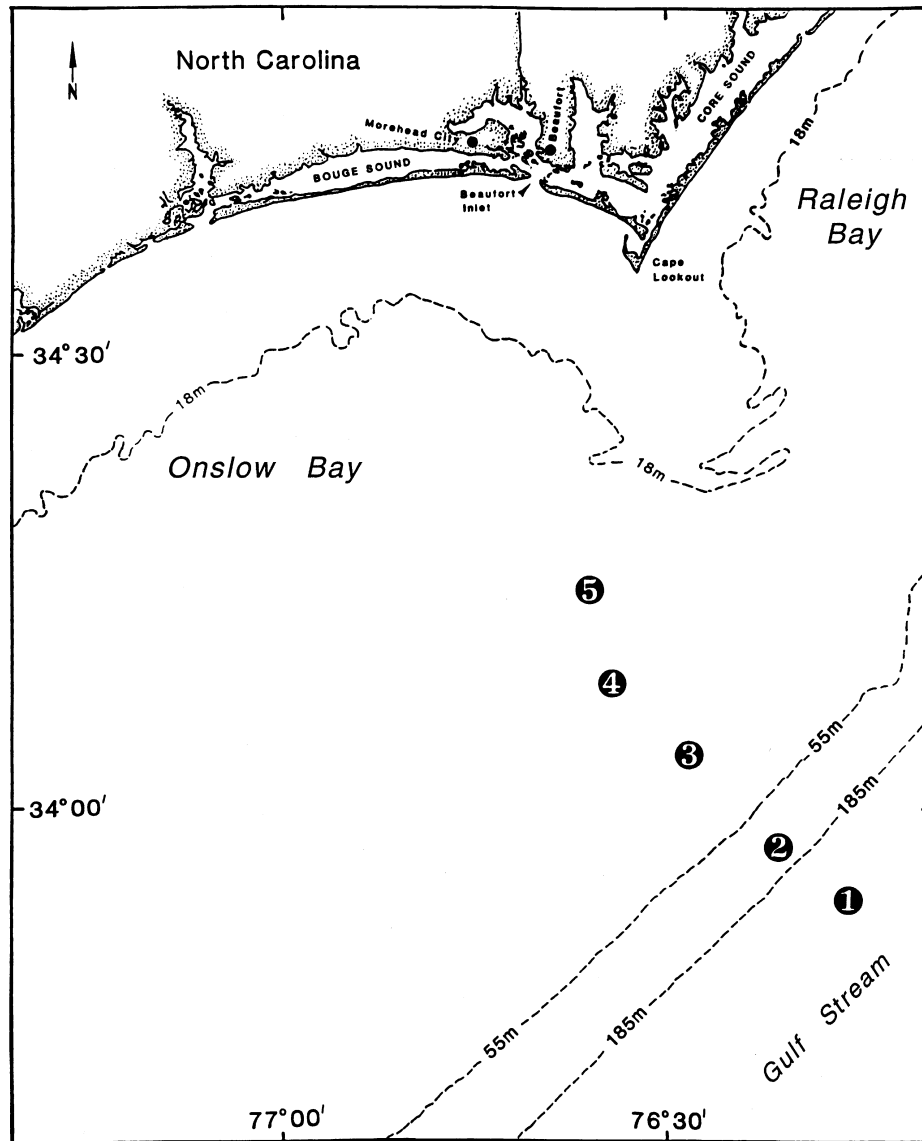 North Carolina
N
Morehead City
Beaufort
CORE SOUND
BOUGE SOUND
Beaufort
Inlet
18m
Raleigh
Bay
Cape
Lookout
34°30'
18m
Onslow Bay
18m
5
4
3
55m
34°00'
185m
2
1
Gulf Stream
55m
185m
77°00'
76°30'